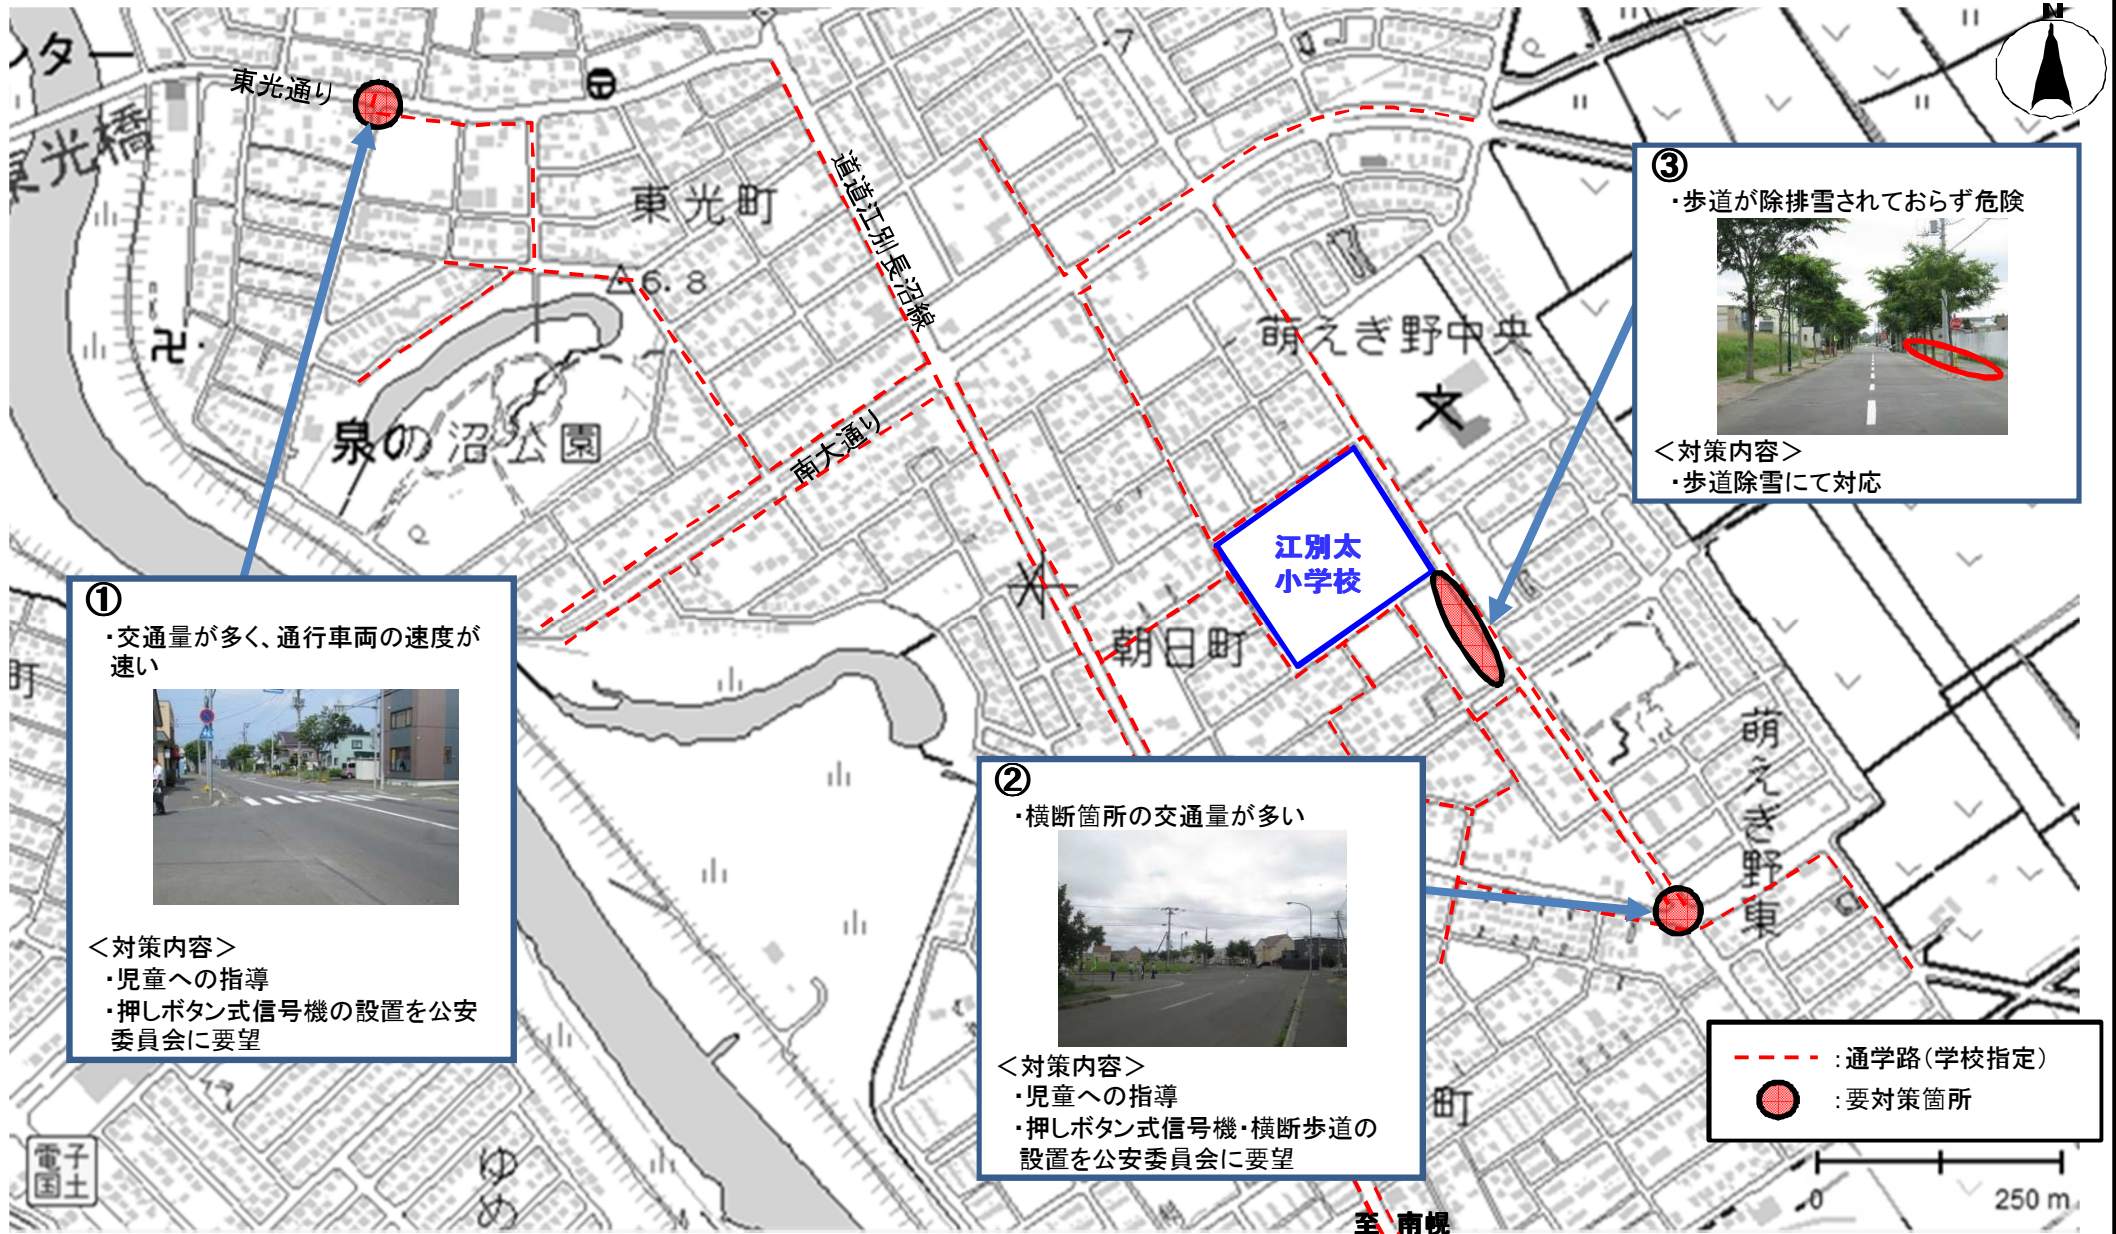 N
ター
東光通り
東光橋
東光町
道道江別長沼線
6.8
7
泉の沼公園
南大通り
萌えぎ野中央
文
江別太
小学校
朝日町
萌えぎ野東
町
町
ゆめ
電子
国土
至 南幌
①
・交通量が多く、通行車両の速度が
速い
＜対策内容＞
・児童への指導
・押しボタン式信号機の設置を公安
委員会に要望
②
・横断箇所の交通量が多い
＜対策内容＞
・児童への指導
・押しボタン式信号機・横断歩道の
設置を公安委員会に要望
③
・歩道が除排雪されておらず危険
＜対策内容＞
・歩道除雪にて対応
：通学路（学校指定）
：要対策箇所
0
250 m